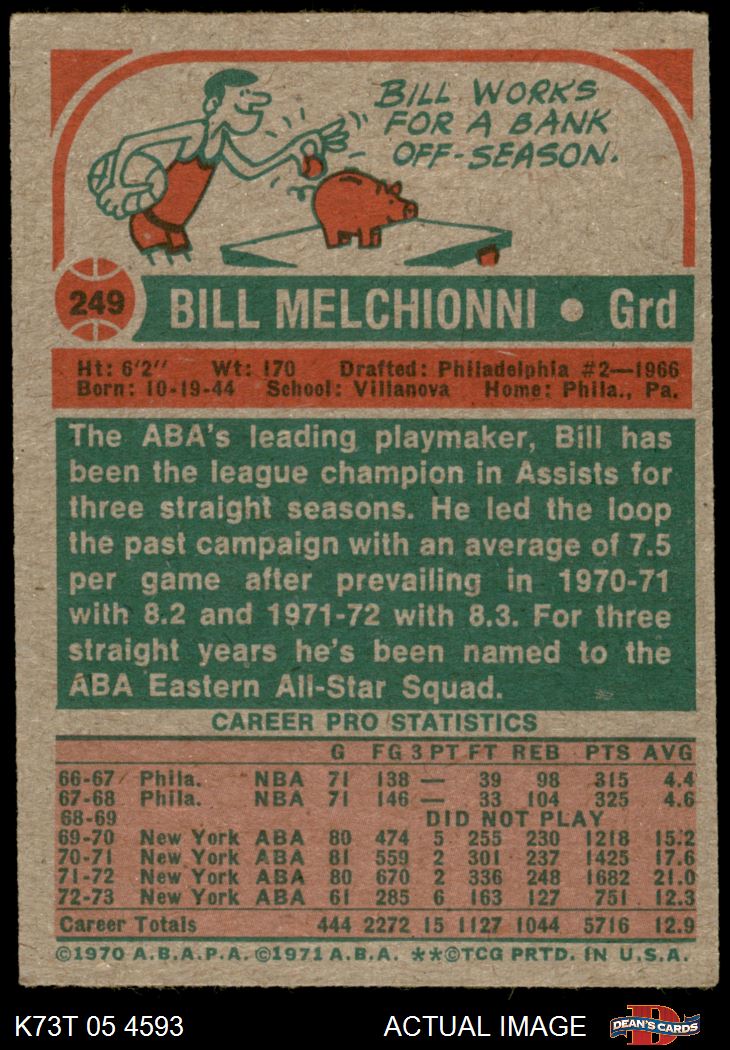 BILL WORKS
FOR A BANK
OFF-SEASON.
249 BILL MELCHIONNI • Grd
Ht: 6'2" Wt: 170 Drafted: Philadelphia #2—1966
Born: 10-19-44 School: Villanova Home: Phila., Pa.
The ABA's leading playmaker, Bill has
been the league champion in Assists for
three straight seasons. He led the loop
the past campaign with an average of 7.5
per game after prevailing in 1970-71
with 8.2 and 1971-72 with 8.3. For three
straight years he's been named to the
ABA Eastern All-Star Squad.
CAREER PRO STATISTICS
G FG 3 PT FT REB PTS AVG
66-67 Phila. NBA 71 138 — 39 98 315 4.4
67-68 Phila. NBA 71 146 — 33 104 325 4.6
68-69 DID NOT PLAY
69-70 New York ABA 80 474 5 255 230 1218 15.2
70-71 New York ABA 81 559 2 301 237 1425 17.6
71-72 New York ABA 80 670 2 336 248 1682 21.0
72-73 New York ABA 61 285 6 163 127 751 12.3
Career Totals 444 2272 15 1127 1044 5716 12.9
©1970 A.B.A.P.A. ©1971 A.B.A. **©TCG PRTD. IN U.S.A.
K73T 05 4593 ACTUAL IMAGE D DEAN'S CARDS